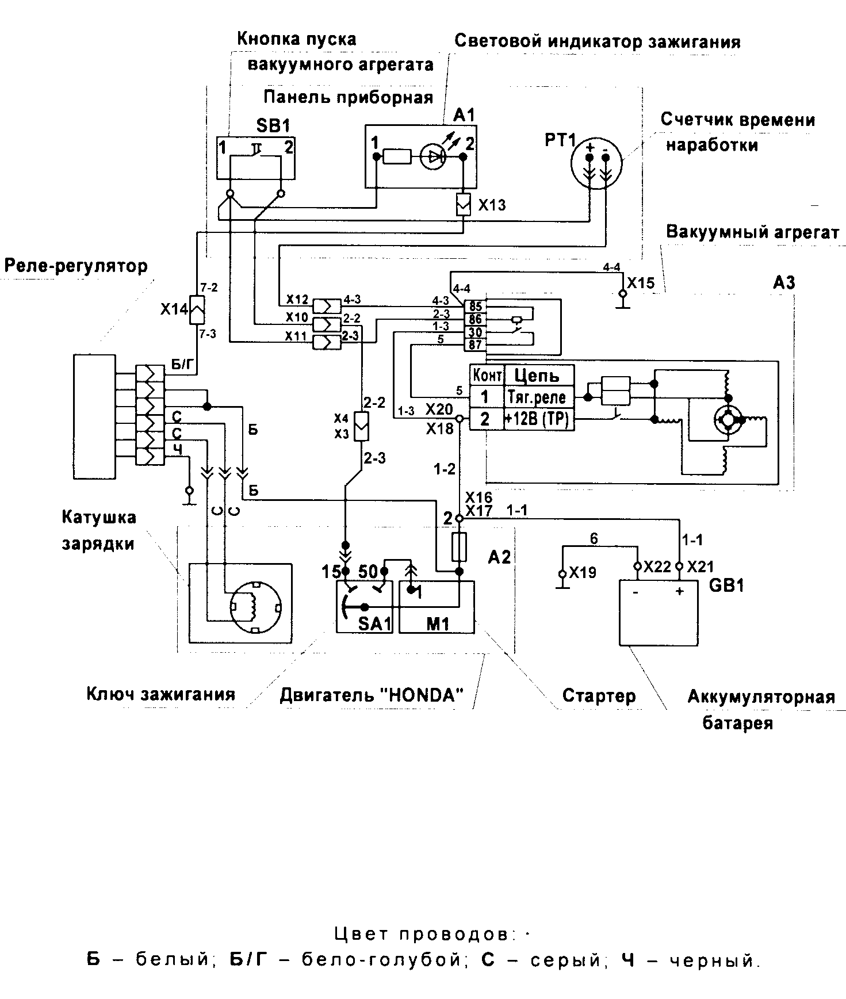 Кнопка пуска
вакуумного агрегата
Световой индикатор зажигания
Панель приборная
Счетчик времени
наработки
SB1
1 2
A1
1 2
PT1
+ -
X13
Вакуумный агрегат
Реле-регулятор
7-2
X14
7-3
4-4
X15
A3
4-4
X12 4-3 4-3 85
X10 2-2 2-3 86
X11 2-3 1-3 30
5 87
Б/Г
С
С
Ч
Б
Конт Цепь
5 1 Тяг.реле
1-3 X20 2 +12В (ТР)
X18
2-2
X4
X3
2-3
1-2
Б
X16
X17 1-1
2
С С
Катушка
зарядки
6
1-1
A2
X19 X22 X21
15 50
1
- +
GB1
SA1 M1
Ключ зажигания
Двигатель "HONDA"
Стартер
Аккумуляторная
батарея
Цвет проводов:
Б – белый; Б/Г – бело-голубой; С – серый; Ч – черный.